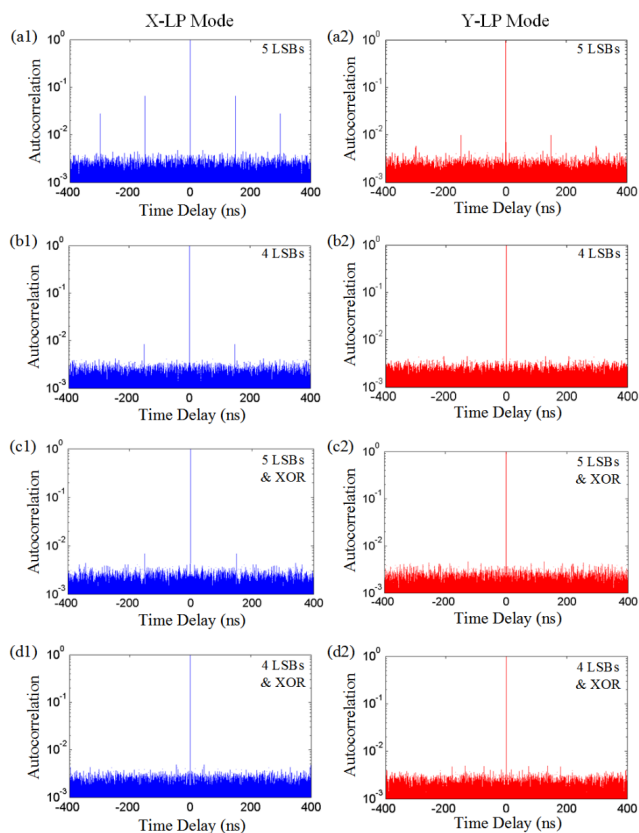 X-LP Mode
Y-LP Mode
(a1)
5 LSBs
10^0
10^-1
10^-2
10^-3
Autocorrelation
-400 -200 0 200 400
Time Delay (ns)
(a2)
5 LSBs
10^0
10^-1
10^-2
10^-3
Autocorrelation
-400 -200 0 200 400
Time Delay (ns)
(b1)
4 LSBs
10^0
10^-1
10^-2
10^-3
Autocorrelation
-400 -200 0 200 400
Time Delay (ns)
(b2)
4 LSBs
10^0
10^-1
10^-2
10^-3
Autocorrelation
-400 -200 0 200 400
Time Delay (ns)
(c1)
5 LSBs
& XOR
10^0
10^-1
10^-2
10^-3
Autocorrelation
-400 -200 0 200 400
Time Delay (ns)
(c2)
5 LSBs
& XOR
10^0
10^-1
10^-2
10^-3
Autocorrelation
-400 -200 0 200 400
Time Delay (ns)
(d1)
4 LSBs
& XOR
10^0
10^-1
10^-2
10^-3
Autocorrelation
-400 -200 0 200 400
Time Delay (ns)
(d2)
4 LSBs
& XOR
10^0
10^-1
10^-2
10^-3
Autocorrelation
-400 -200 0 200 400
Time Delay (ns)